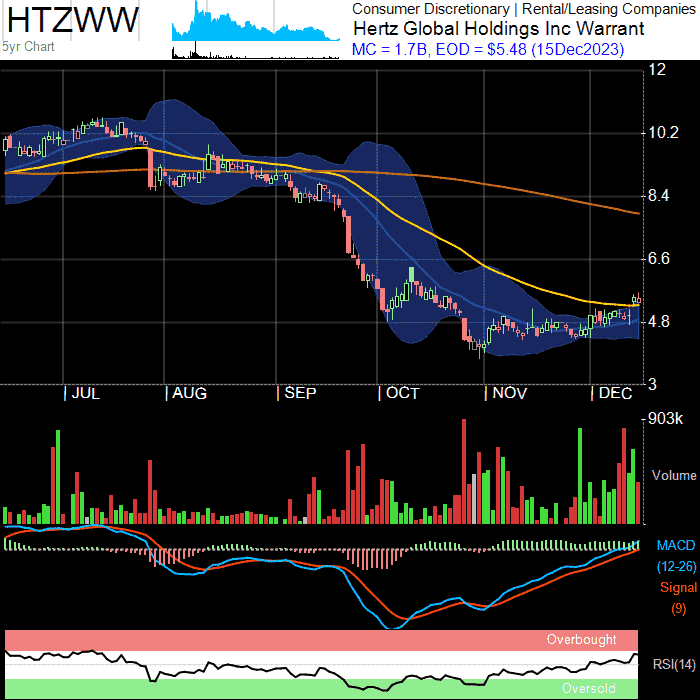 HTZWW
5yr Chart
Consumer Discretionary | Rental/Leasing Companies
Hertz Global Holdings Inc Warrant
MC = 1.7B, EOD = $5.48 (15Dec2023)
12
10.2
8.4
6.6
4.8
3
JUL AUG SEP OCT NOV DEC
903k
Volume
MACD
(12-26)
Signal
(9)
Overbought
RSI(14)
Oversold